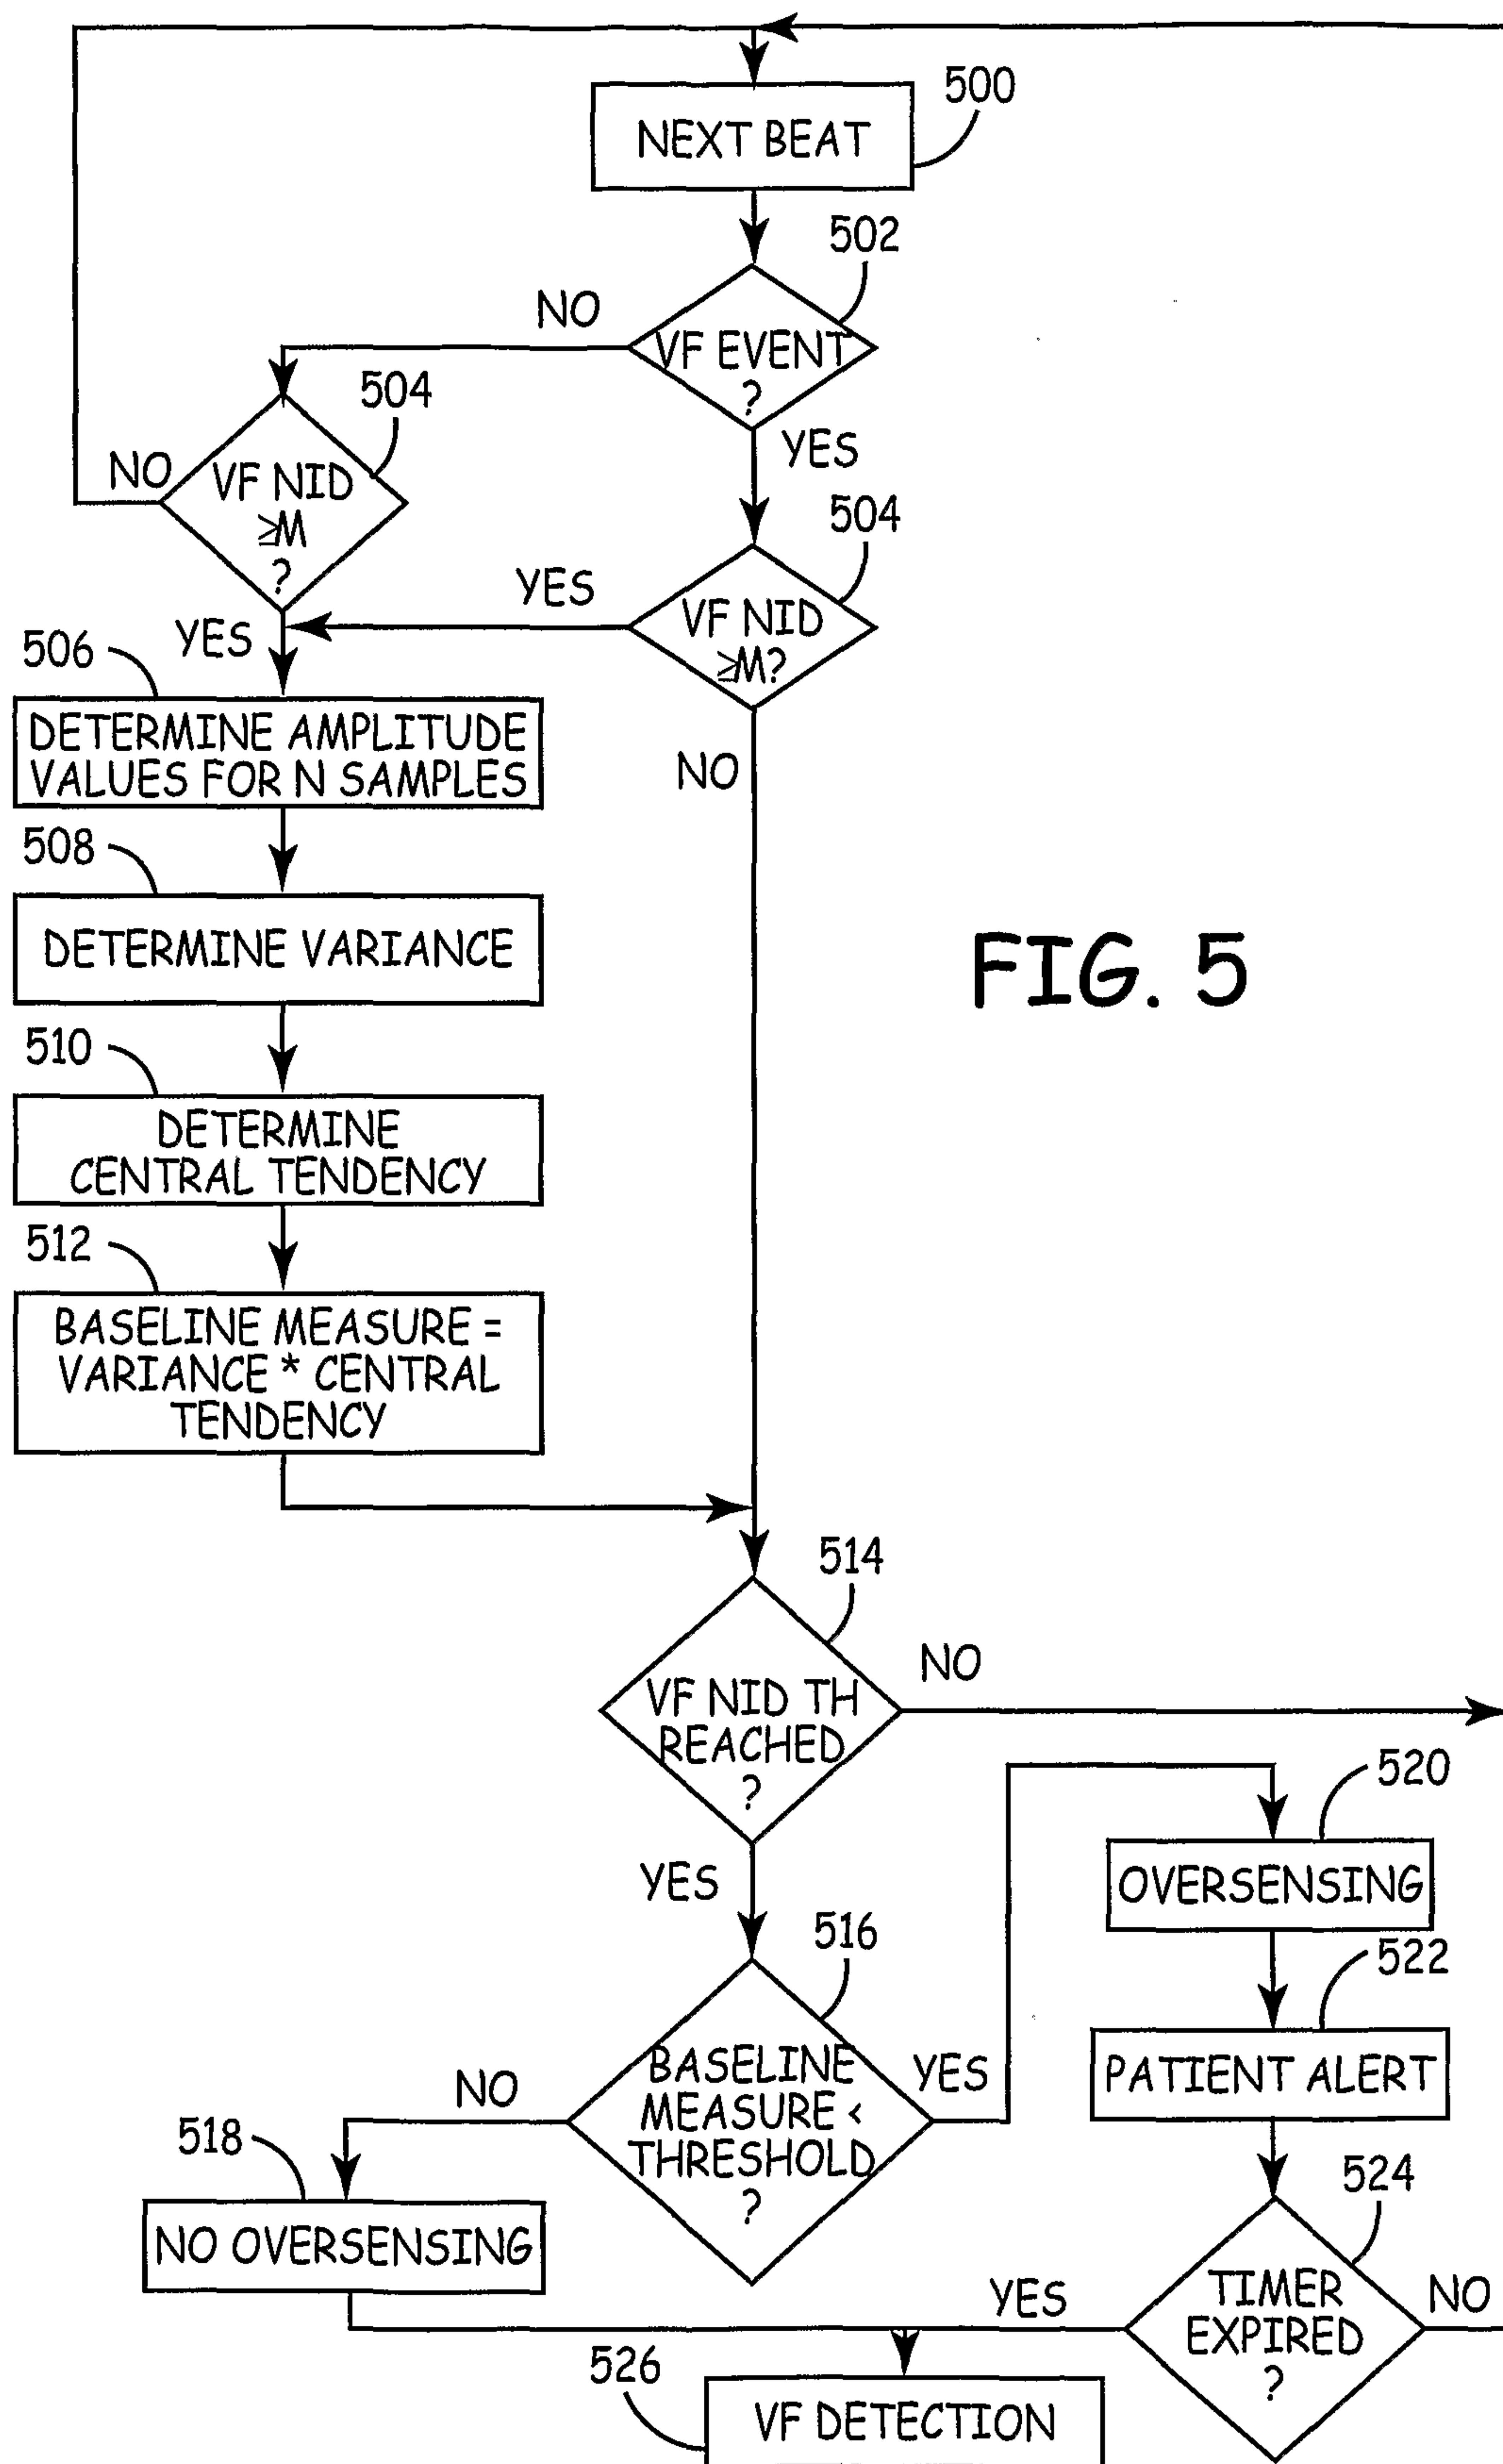 500
NEXT BEAT
502
NO
VF EVENT
?
504
YES
NO
VF NID
≥M
?
504
YES
VF NID
≥M?
YES
506
DETERMINE AMPLITUDE
VALUES FOR N SAMPLES
NO
508
DETERMINE VARIANCE
FIG. 5
510
DETERMINE
CENTRAL TENDENCY
512
BASELINE MEASURE =
VARIANCE * CENTRAL
TENDENCY
514
NO
VF NID TH
REACHED
?
520
YES
OVERSENSING
516
522
BASELINE
MEASURE <
THRESHOLD
?
YES
NO
PATIENT ALERT
518
524
NO OVERSENSING
TIMER
EXPIRED
?
YES
NO
526
VF DETECTION